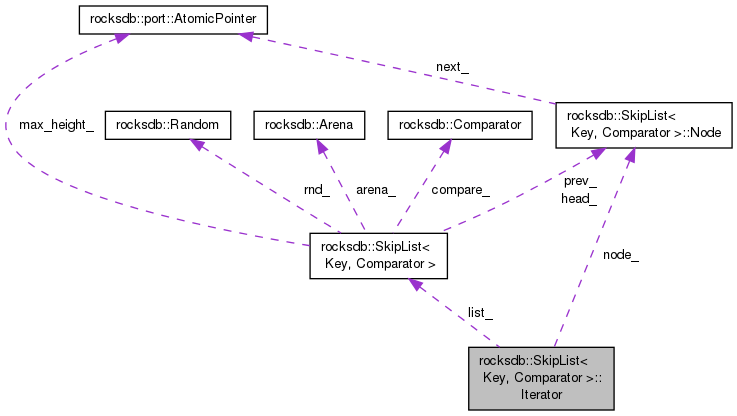 rocksdb::port::AtomicPointer
next_
max_height_
rocksdb::Random
rocksdb::Arena
rocksdb::Comparator
rocksdb::SkipList<
Key, Comparator >::Node
rnd_
arena_
compare_
prev_
head_
rocksdb::SkipList<
Key, Comparator >
node_
list_
rocksdb::SkipList<
Key, Comparator >::
Iterator